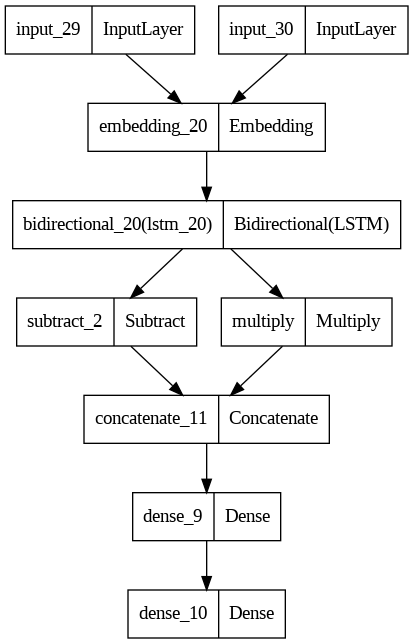 input_29 InputLayer input_30 InputLayer
embedding_20 Embedding
bidirectional_20(lstm_20) Bidirectional(LSTM)
subtract_2 Subtract multiply Multiply
concatenate_11 Concatenate
dense_9 Dense
dense_10 Dense